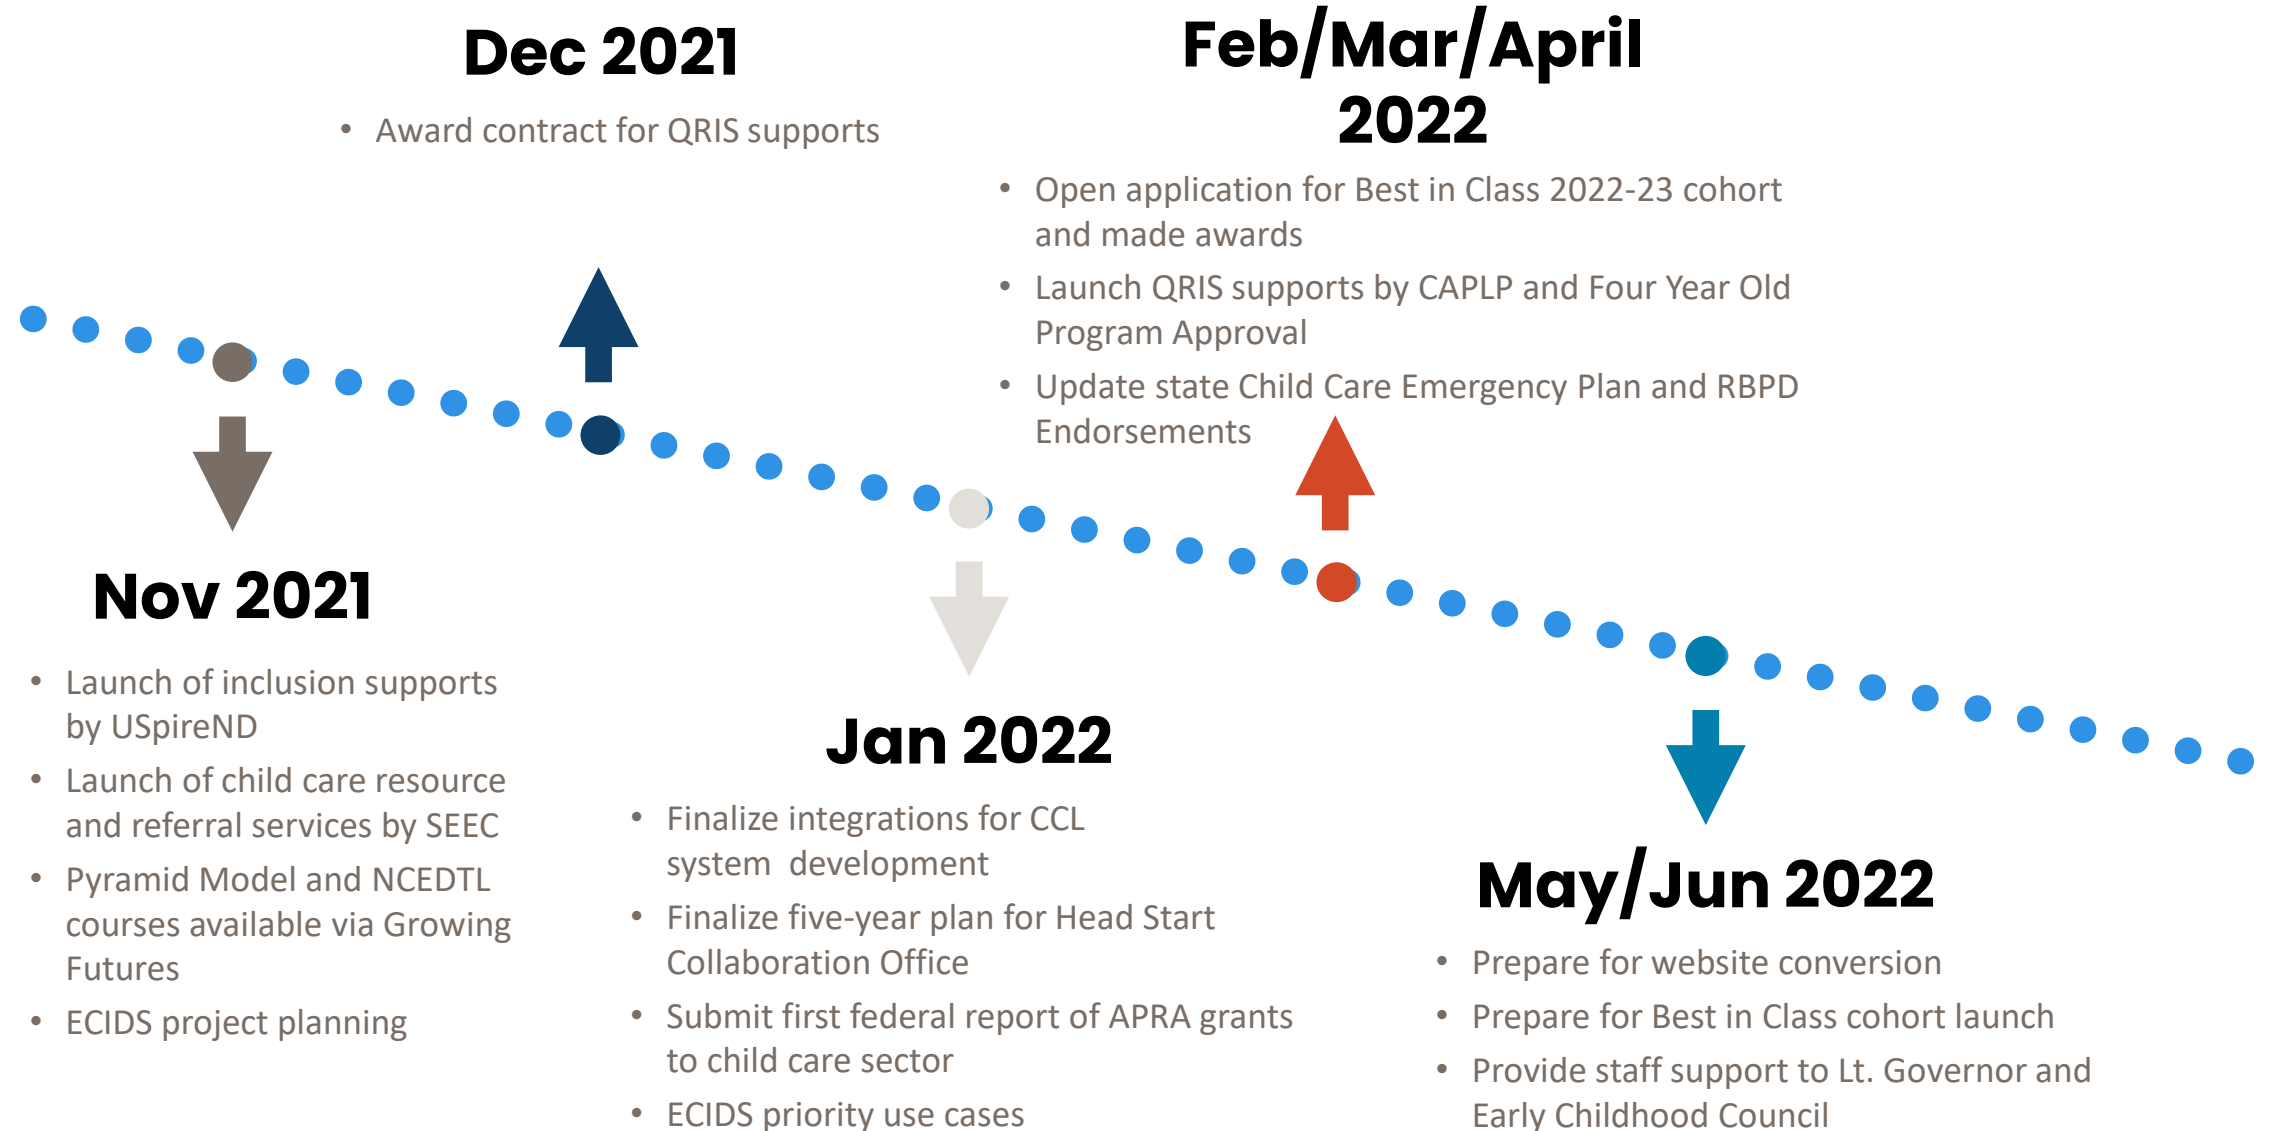 Dec 2021
• Award contract for QRIS supports
Feb/Mar/April
2022
• Open application for Best in Class 2022-23 cohort
and made awards
• Launch QRIS supports by CAPLP and Four Year Old
Program Approval
• Update state Child Care Emergency Plan and RBPD
Endorsements
Nov 2021
• Launch of inclusion supports
by USpireND
• Launch of child care resource
and referral services by SEEC
• Pyramid Model and NCEDTL
courses available via Growing
Futures
• ECIDS project planning
Jan 2022
• Finalize integrations for CCL
system  development
• Finalize five-year plan for Head Start
Collaboration Office
• Submit first federal report of APRA grants
to child care sector
• ECIDS priority use cases
May/Jun 2022
• Prepare for website conversion
• Prepare for Best in Class cohort launch
• Provide staff support to Lt. Governor and
Early Childhood Council